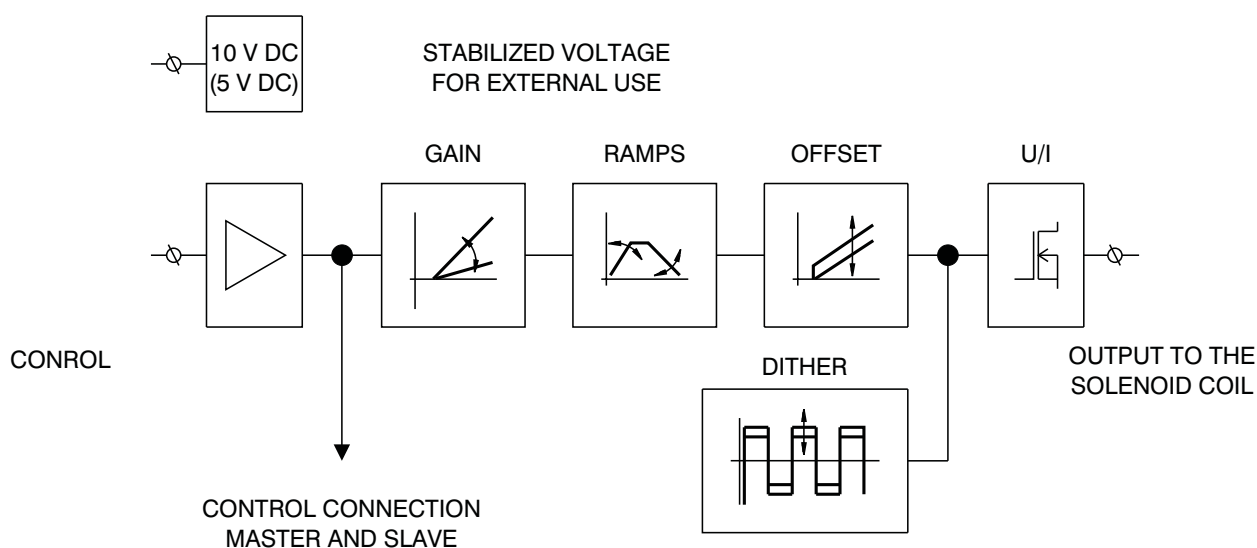 10 V DC
(5 V DC)
STABILIZED VOLTAGE
FOR EXTERNAL USE
GAIN
RAMPS
OFFSET
U/I
CONROL
OUTPUT TO THE
SOLENOID COIL
DITHER
CONTROL CONNECTION
MASTER AND SLAVE